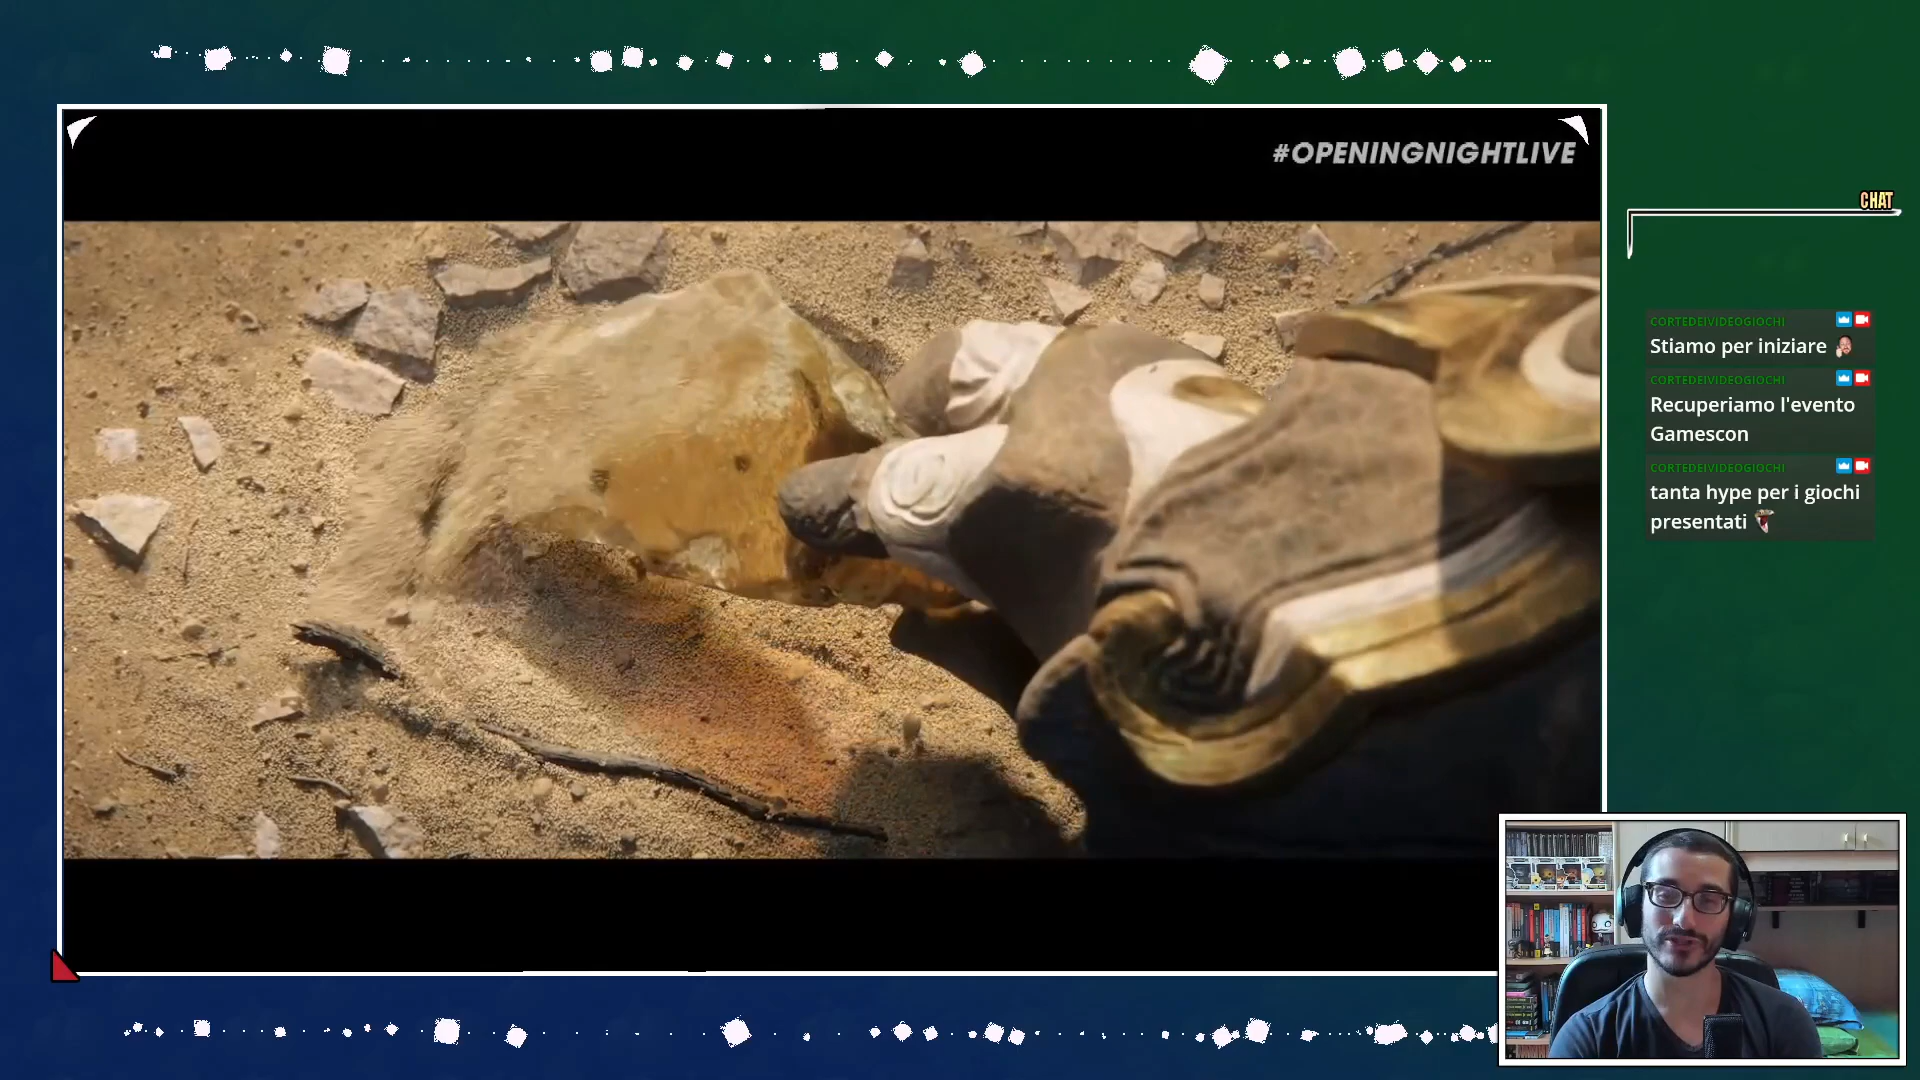 #OPENINGNIGHTLIVE
CHAT
CORTEDEIVIDEOGIOCHI
Stiamo per iniziare
CORTEDEIVIDEOGIOCHI
Recuperiamo l'evento
Gamescon
CORTEDEIVIDEOGIOCHI
tanta hype per i giochi
presentati